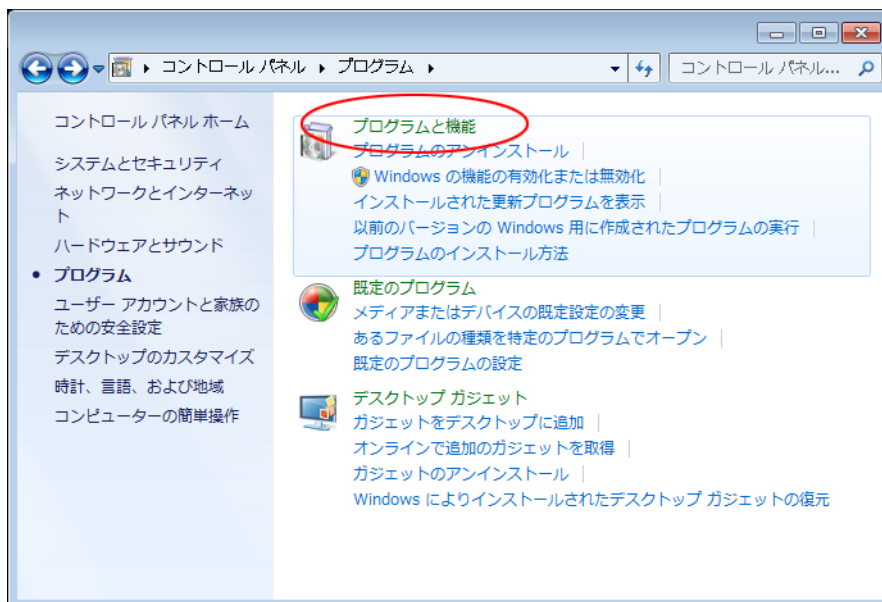 コントロール パネル ▸ プログラム ▸
コントロール パネル...
コントロール パネル ホーム
システムとセキュリティ
ネットワークとインターネッ
ト
ハードウェアとサウンド
プログラム
ユーザー アカウントと家族の
ための安全設定
デスクトップのカスタマイズ
時計、言語、および地域
コンピューターの簡単操作
プログラムと機能
プログラムのアンインストール
Windows の機能の有効化または無効化
インストールされた更新プログラムを表示
以前のバージョンの Windows 用に作成されたプログラムの実行
プログラムのインストール方法
既定のプログラム
メディアまたはデバイスの既定設定の変更
あるファイルの種類を特定のプログラムでオープン
既定のプログラムの設定
デスクトップ ガジェット
ガジェットをデスクトップに追加
オンラインで追加のガジェットを取得
ガジェットのアンインストール
Windows によりインストールされたデスクトップ ガジェットの復元